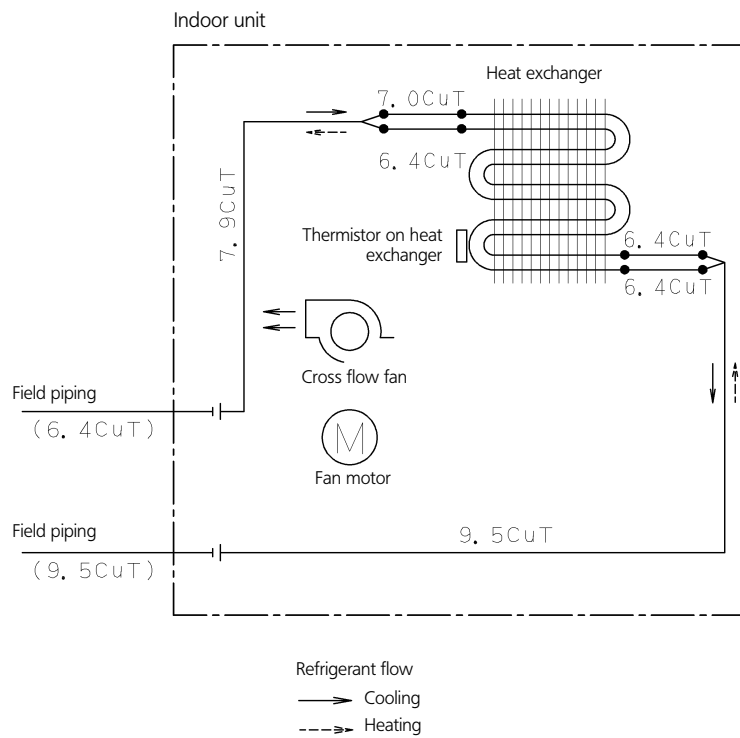 Indoor unit
Heat exchanger
7. 0CuT
6. 4CuT
7. 9CuT
Thermistor on heat
exchanger
6. 4CuT
6. 4CuT
Cross flow fan
Field piping
(6. 4CuT)
M
Fan motor
Field piping
(9. 5CuT)
9. 5CuT
Refrigerant flow
Cooling
Heating